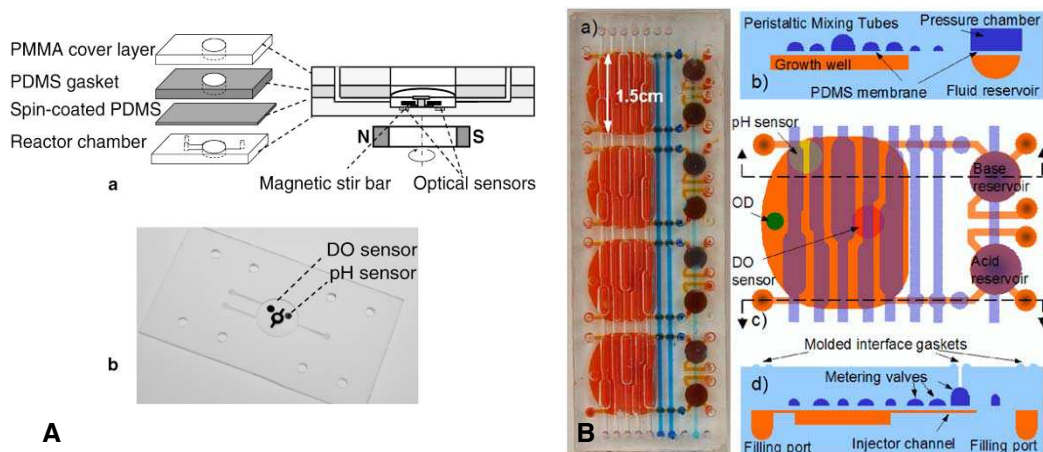 PMMA cover layer
PDMS gasket
Spin-coated PDMS
Reactor chamber
N
S
Magnetic stir bar
Optical sensors
a
DO sensor
pH sensor
b
A
a)
1.5cm
B
Peristaltic Mixing Tubes
Pressure chamber
b)
Growth well
PDMS membrane
Fluid reservoir
pH sensor
OD
DO
sensor
Base
reservoir
Acid
reservoir
c)
Molded interface gaskets
d)
Metering valves
Filling port
Injector channel
Filling port